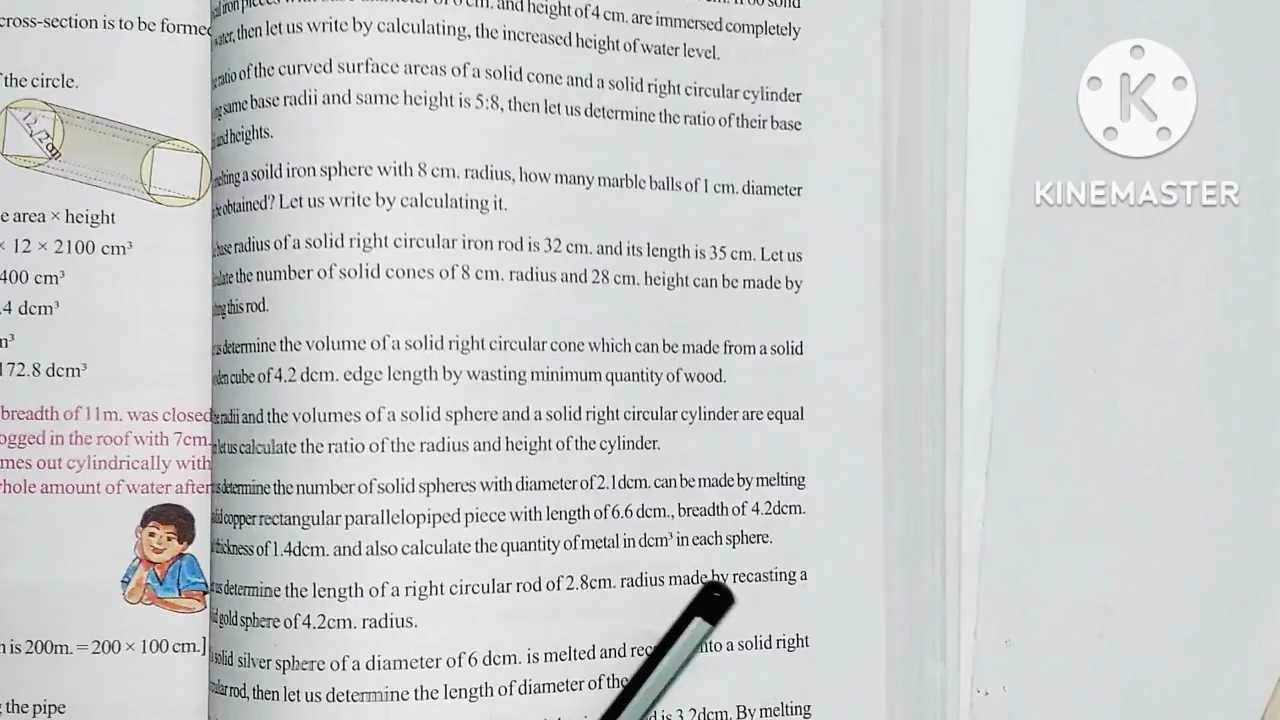 cross-section is to be formed
the circle.
12√2cm
e area × height
× 12 × 2100 cm³
400 cm³
.4 dcm³
n³
172.8 dcm³
breadth of 11m. was closed
ogged in the roof with 7cm.
mes out cylindrically with
whole amount of water after
n is 200m. = 200 × 100 cm.]
the pipe
iron pieces with base cm. and height of 4 cm. are immersed completely
water, then let us write by calculating, the increased height of water level.
ratio of the curved surface areas of a solid cone and a solid right circular cylinder
same base radii and same height is 5:8, then let us determine the ratio of their base
and heights.
melting a soild iron sphere with 8 cm. radius, how many marble balls of 1 cm. diameter
be obtained? Let us write by calculating it.
base radius of a solid right circular iron rod is 32 cm. and its length is 35 cm. Let us
the number of solid cones of 8 cm. radius and 28 cm. height can be made by
this rod.
us determine the volume of a solid right circular cone which can be made from a solid
cube of 4.2 dcm. edge length by wasting minimum quantity of wood.
radii and the volumes of a solid sphere and a solid right circular cylinder are equal
let us calculate the ratio of the radius and height of the cylinder.
us determine the number of solid spheres with diameter of 2.1dcm. can be made by melting
copper rectangular parallelopiped piece with length of 6.6 dcm., breadth of 4.2dcm.
thickness of 1.4dcm. and also calculate the quantity of metal in dcm³ in each sphere.
us determine the length of a right circular rod of 2.8cm. radius made by recasting a
gold sphere of 4.2cm. radius.
solid silver sphere of a diameter of 6 dcm. is melted and into a solid right
rod, then let us determine the length of diameter of the
is 3.2dcm. By melting
K
KINEMASTER